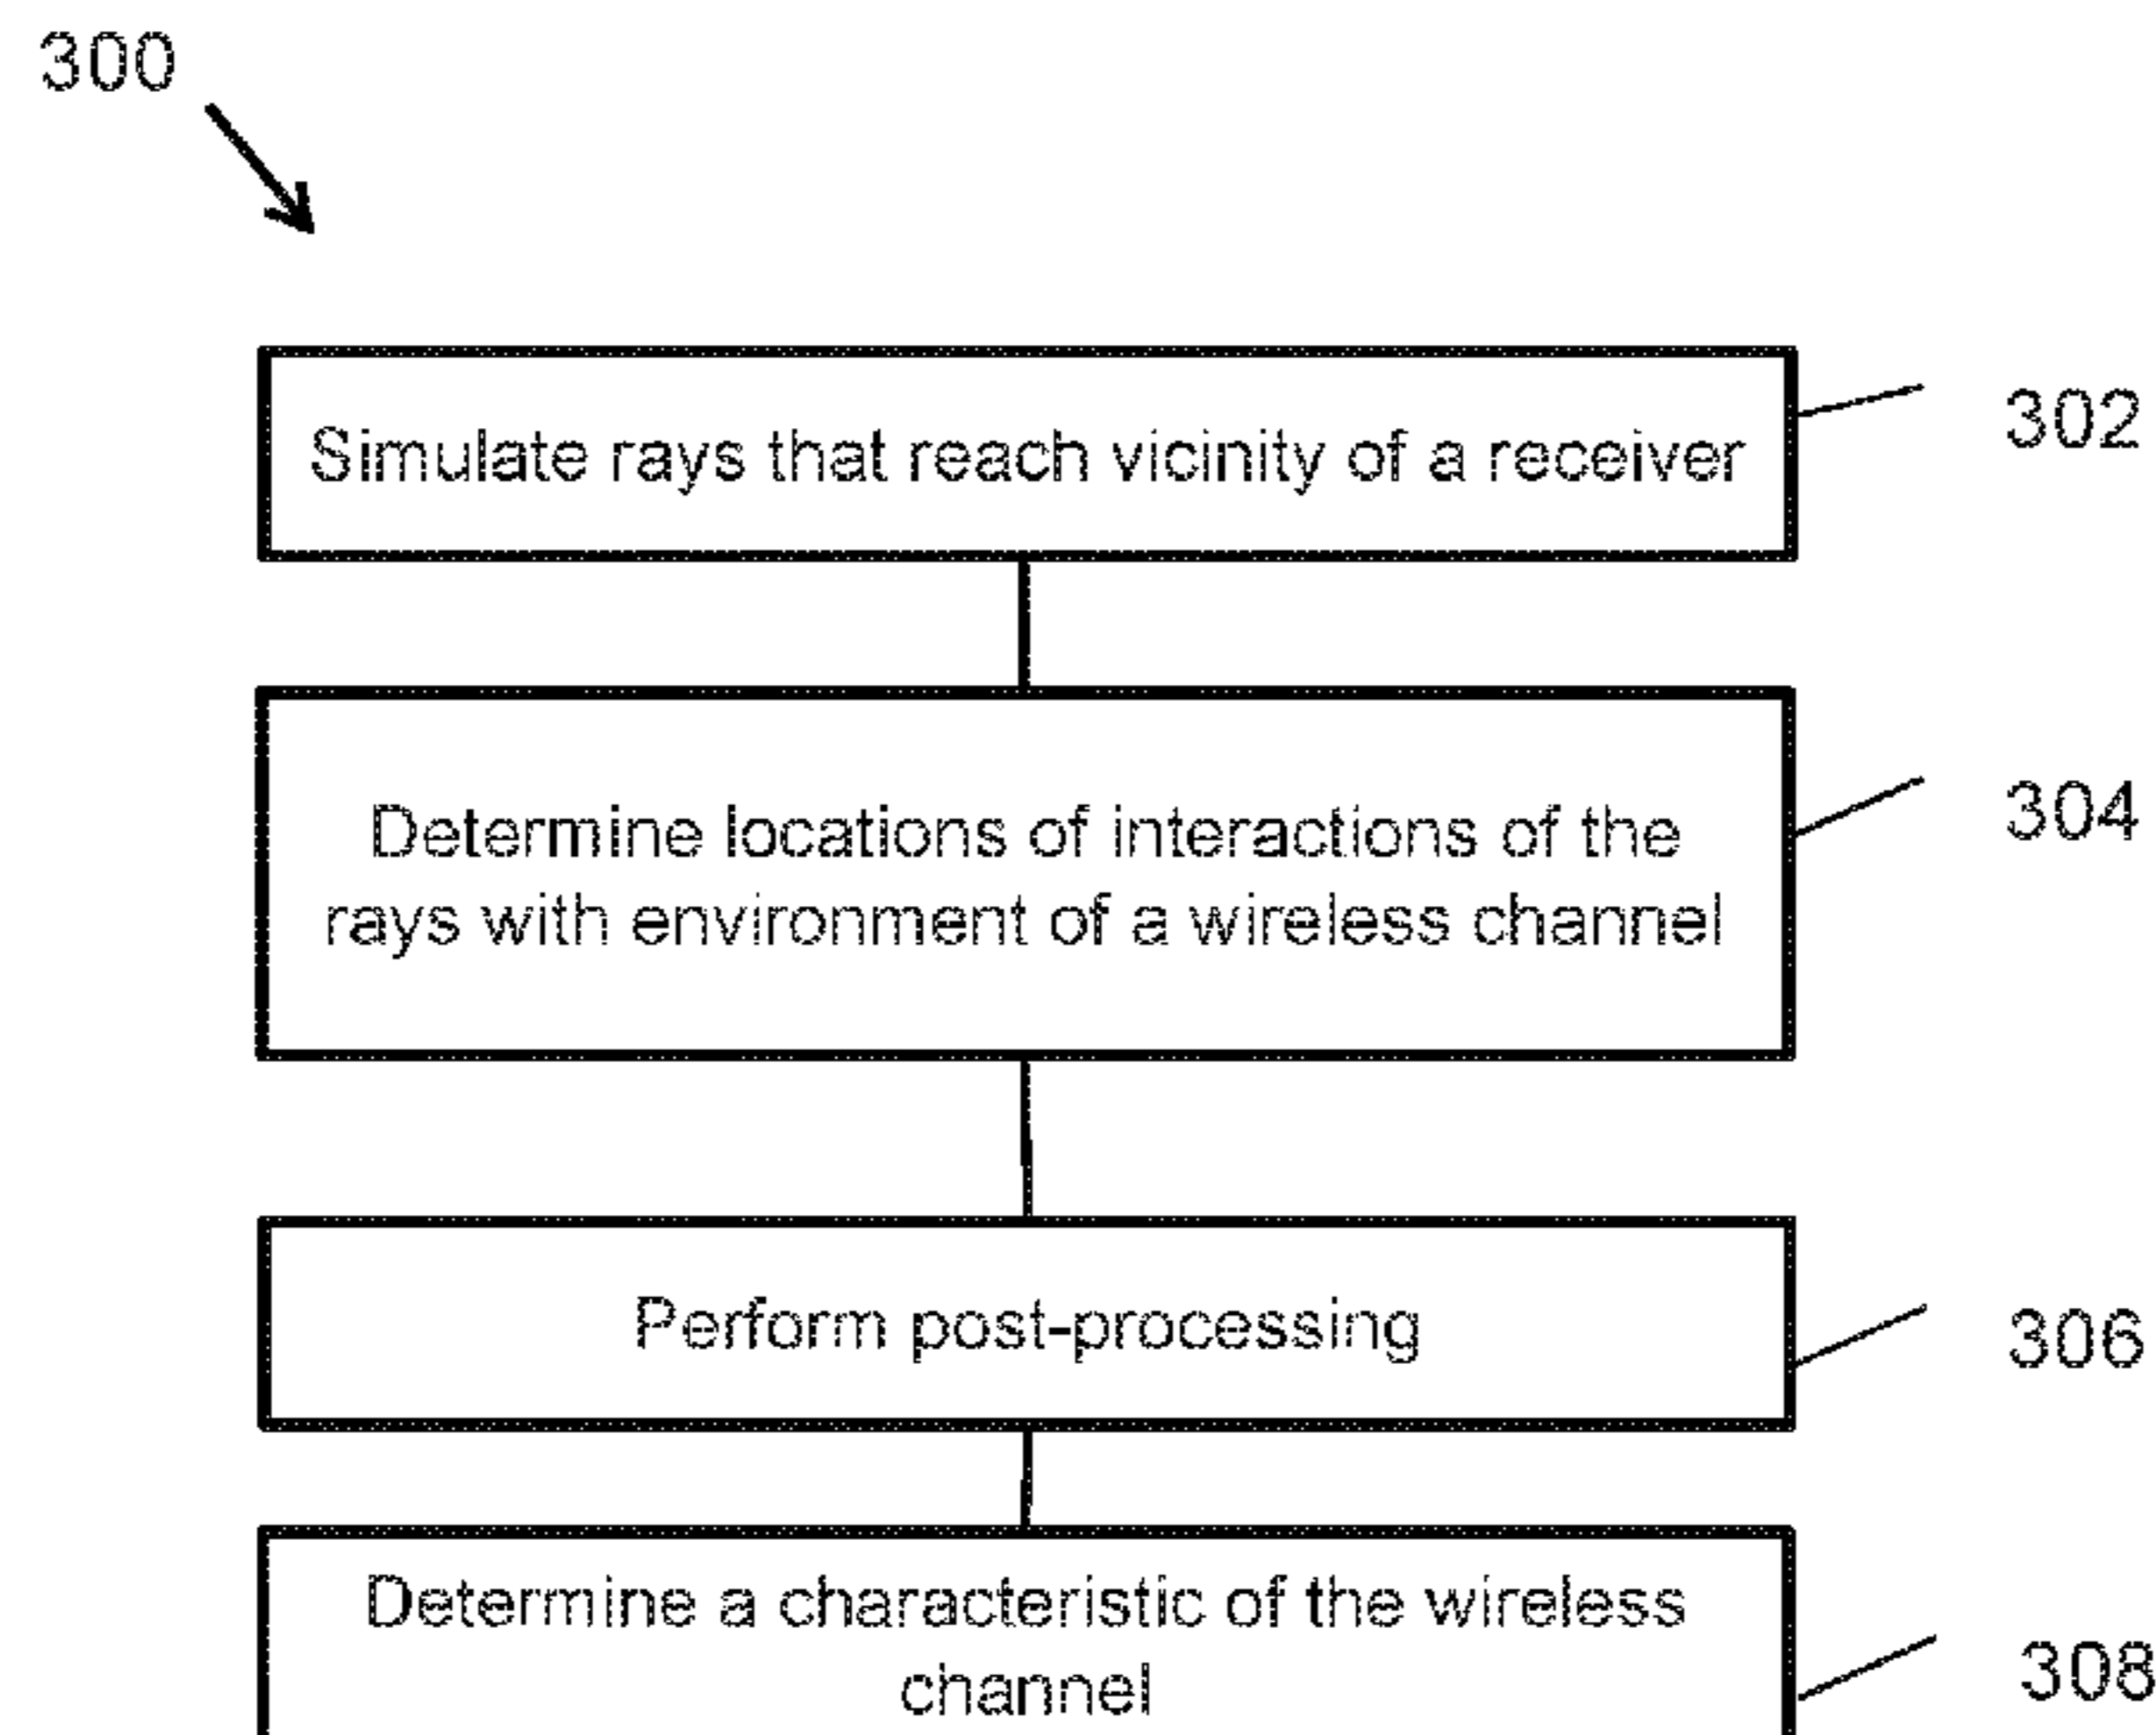 300
Simulate rays that reach vicinity of a receiver
302
Determine locations of interactions of the
rays with environment of a wireless channel
304
Perform post-processing
306
Determine a characteristic of the wireless
channel
308